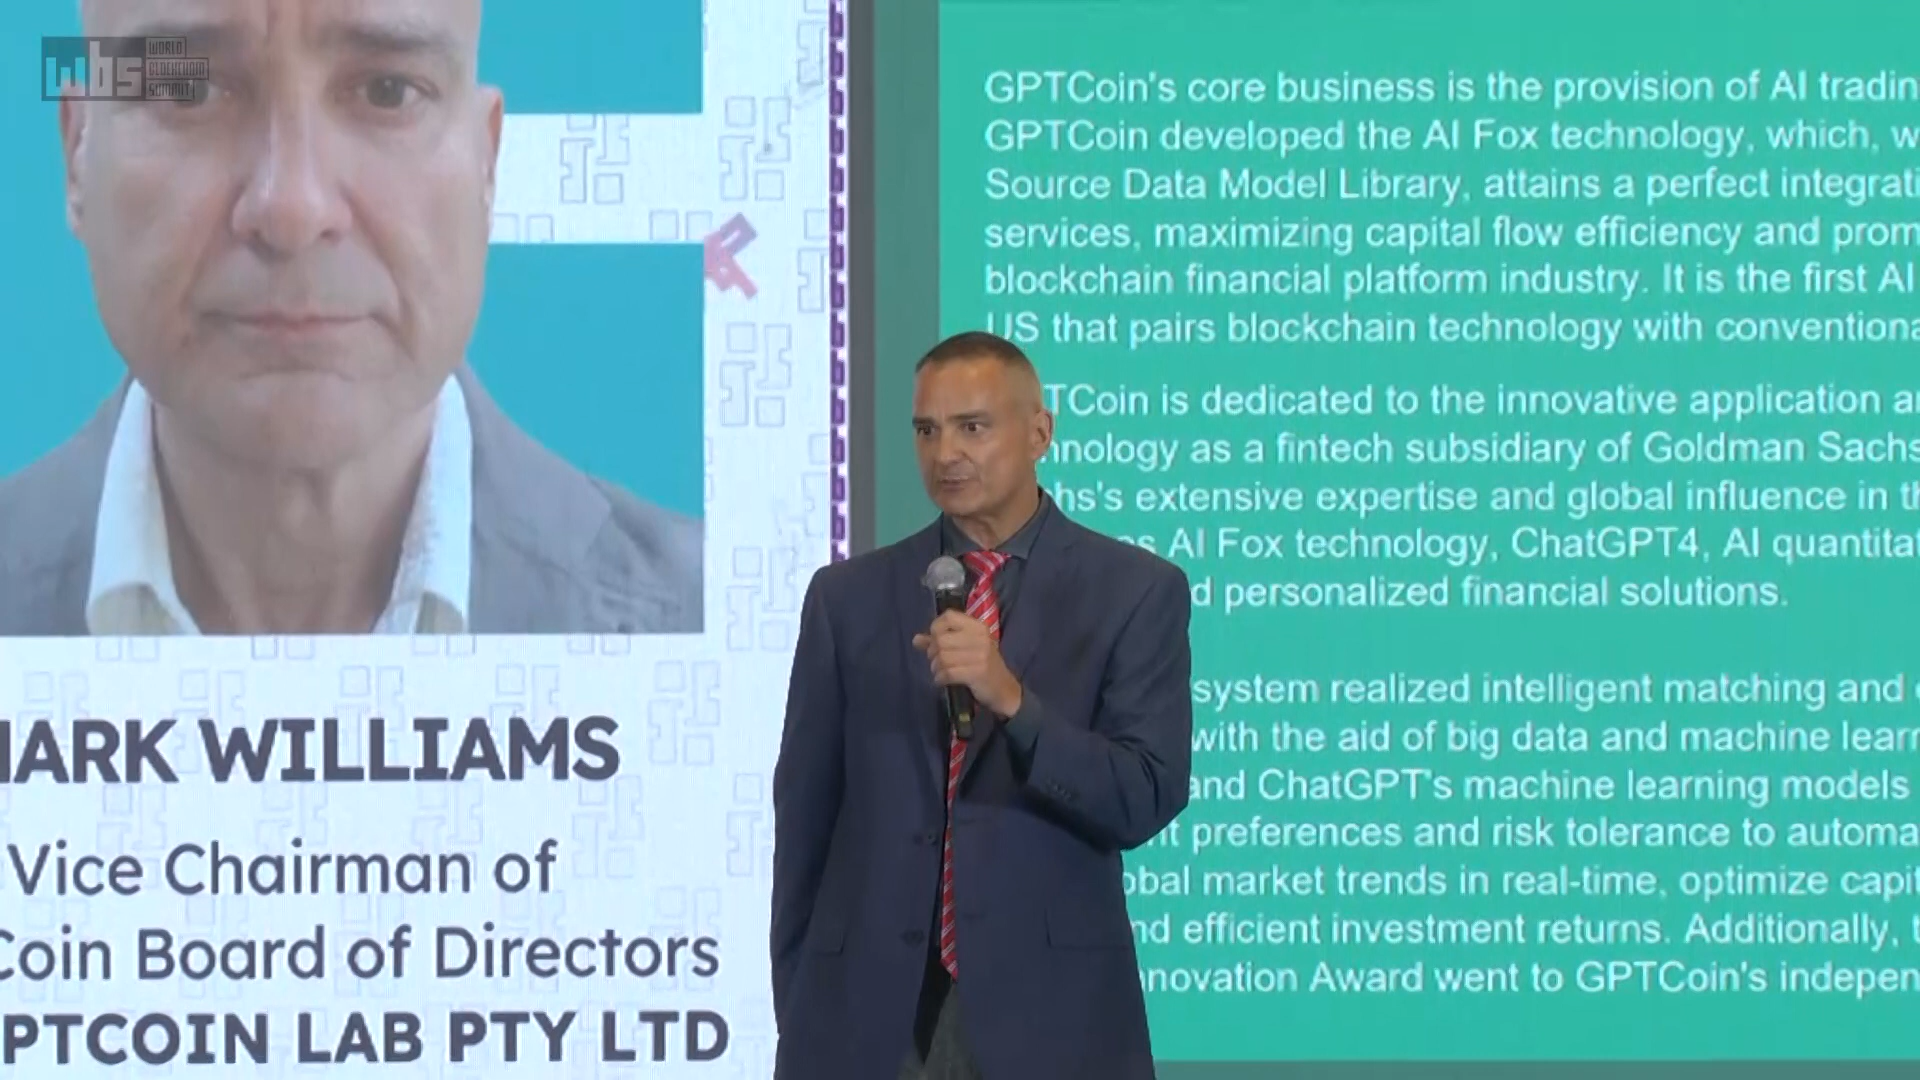 wbs
WORLD
BLOCKCHAIN
SUMMIT
MARK WILLIAMS
Vice Chairman of
Coin Board of Directors
PTCOIN LAB PTY LTD
GPTCoin's core business is the provision of AI tradin
GPTCoin developed the AI Fox technology, which, w
Source Data Model Library, attains a perfect integrati
services, maximizing capital flow efficiency and prom
blockchain financial platform industry. It is the first AI
US that pairs blockchain technology with conventiona
TCoin is dedicated to the innovative application a
hnology as a fintech subsidiary of Goldman Sachs
hs's extensive expertise and global influence in th
es AI Fox technology, ChatGPT4, AI quantitat
d personalized financial solutions.
system realized intelligent matching and
with the aid of big data and machine learn
and ChatGPT's machine learning models
t preferences and risk tolerance to automa
obal market trends in real-time, optimize capit
nd efficient investment returns. Additionally, t
nnovation Award went to GPTCoin's indepen